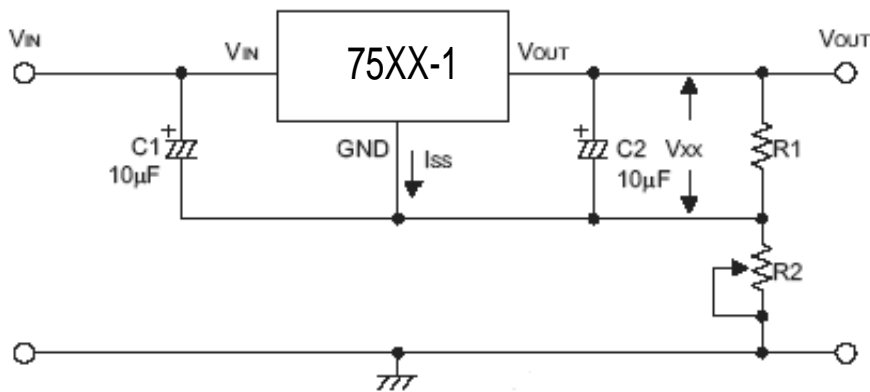 VIN
VIN
75XX-1
VOUT
VOUT
+
C1
10μF
GND
ISS
+
C2
10μF
VXX
R1
R2